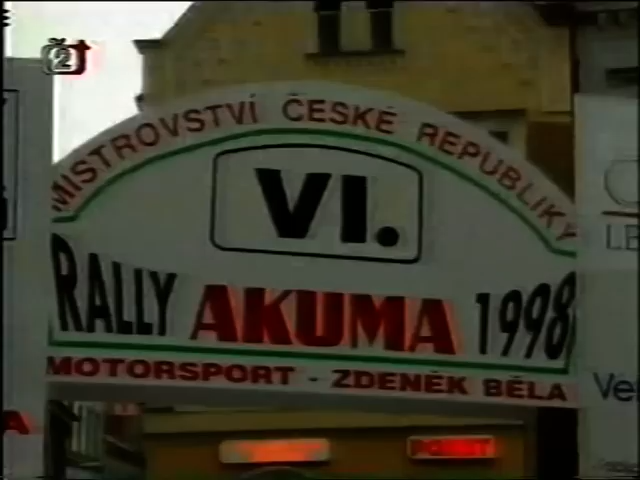 MISTROVSTVÍ ČESKÉ REPUBLIKY
VI.
RALLY AKUMA 1998
MOTORSPORT - ZDENĚK BĚLA